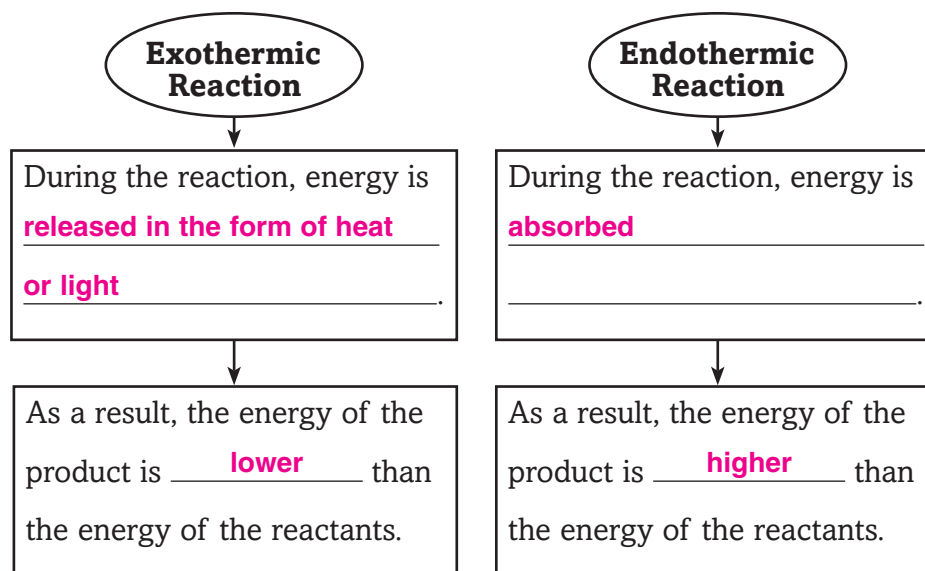 Exothermic
Reaction
During the reaction, energy is
released in the form of heat
or light.
As a result, the energy of the
product is lower than
the energy of the reactants.
Endothermic
Reaction
During the reaction, energy is
absorbed
.
As a result, the energy of the
product is higher than
the energy of the reactants.